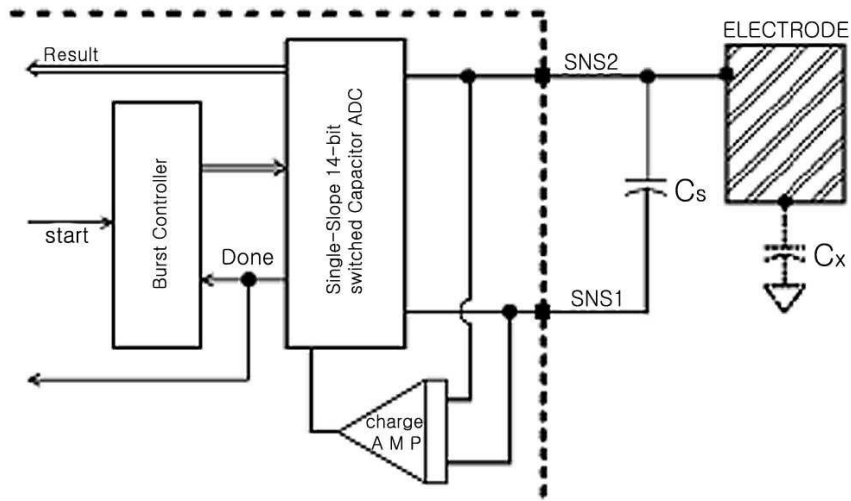 ELECTRODE
Result
SNS2
Single-Slope 14-bit
switched Capacitor ADC
Burst Controller
Cs
start
Done
Cx
SNS1
charge
A M P